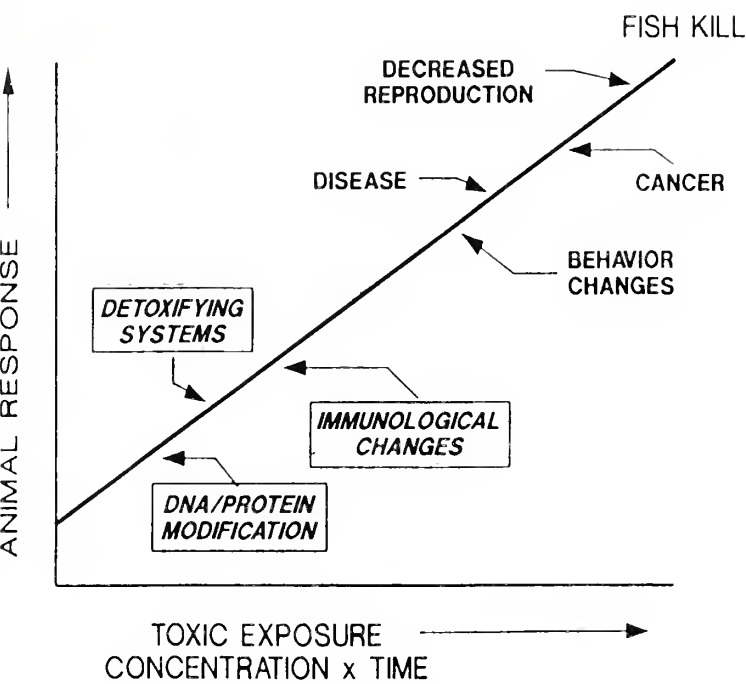 FISH KILL
DECREASED
REPRODUCTION
CANCER
DISEASE
BEHAVIOR
CHANGES
DETOXIFYING
SYSTEMS
IMMUNOLOGICAL
CHANGES
DNA/PROTEIN
MODIFICATION
ANIMAL RESPONSE
TOXIC EXPOSURE
CONCENTRATION x TIME